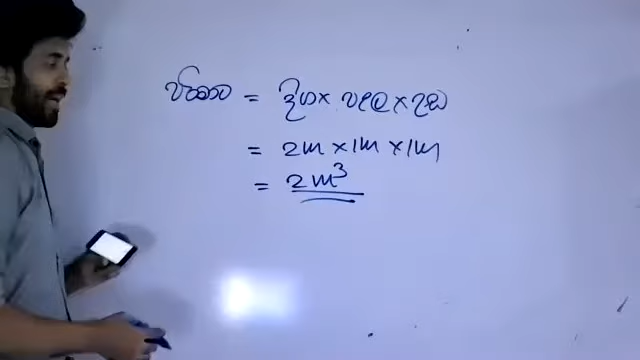 පරිමාව = දිග × පළල × උස
= 2m × 1m × 1m
= 2m³